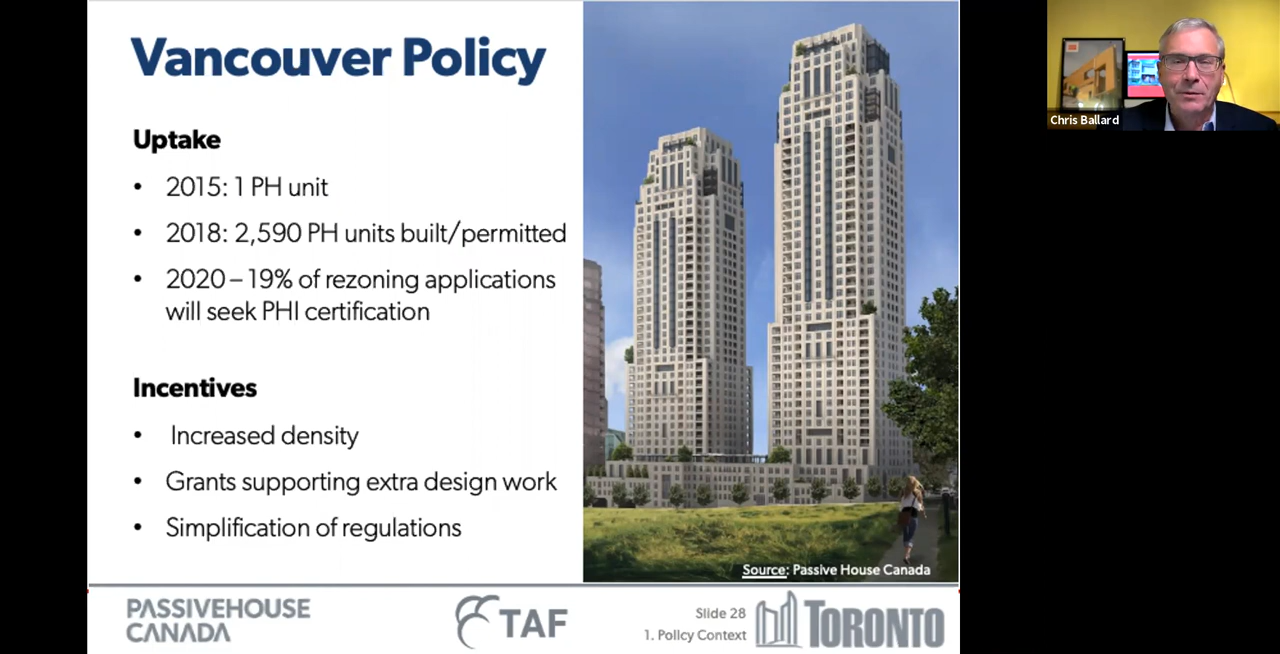 Vancouver Policy
Uptake
• 2015: 1 PH unit
• 2018: 2,590 PH units built/permitted
• 2020 – 19% of rezoning applications
will seek PHI certification
Incentives
• Increased density
• Grants supporting extra design work
• Simplification of regulations
Source: Passive House Canada
PASSIVEHOUSE
CANADA
TAF
Slide 28
1. Policy Context
TORONTO
Chris Ballard